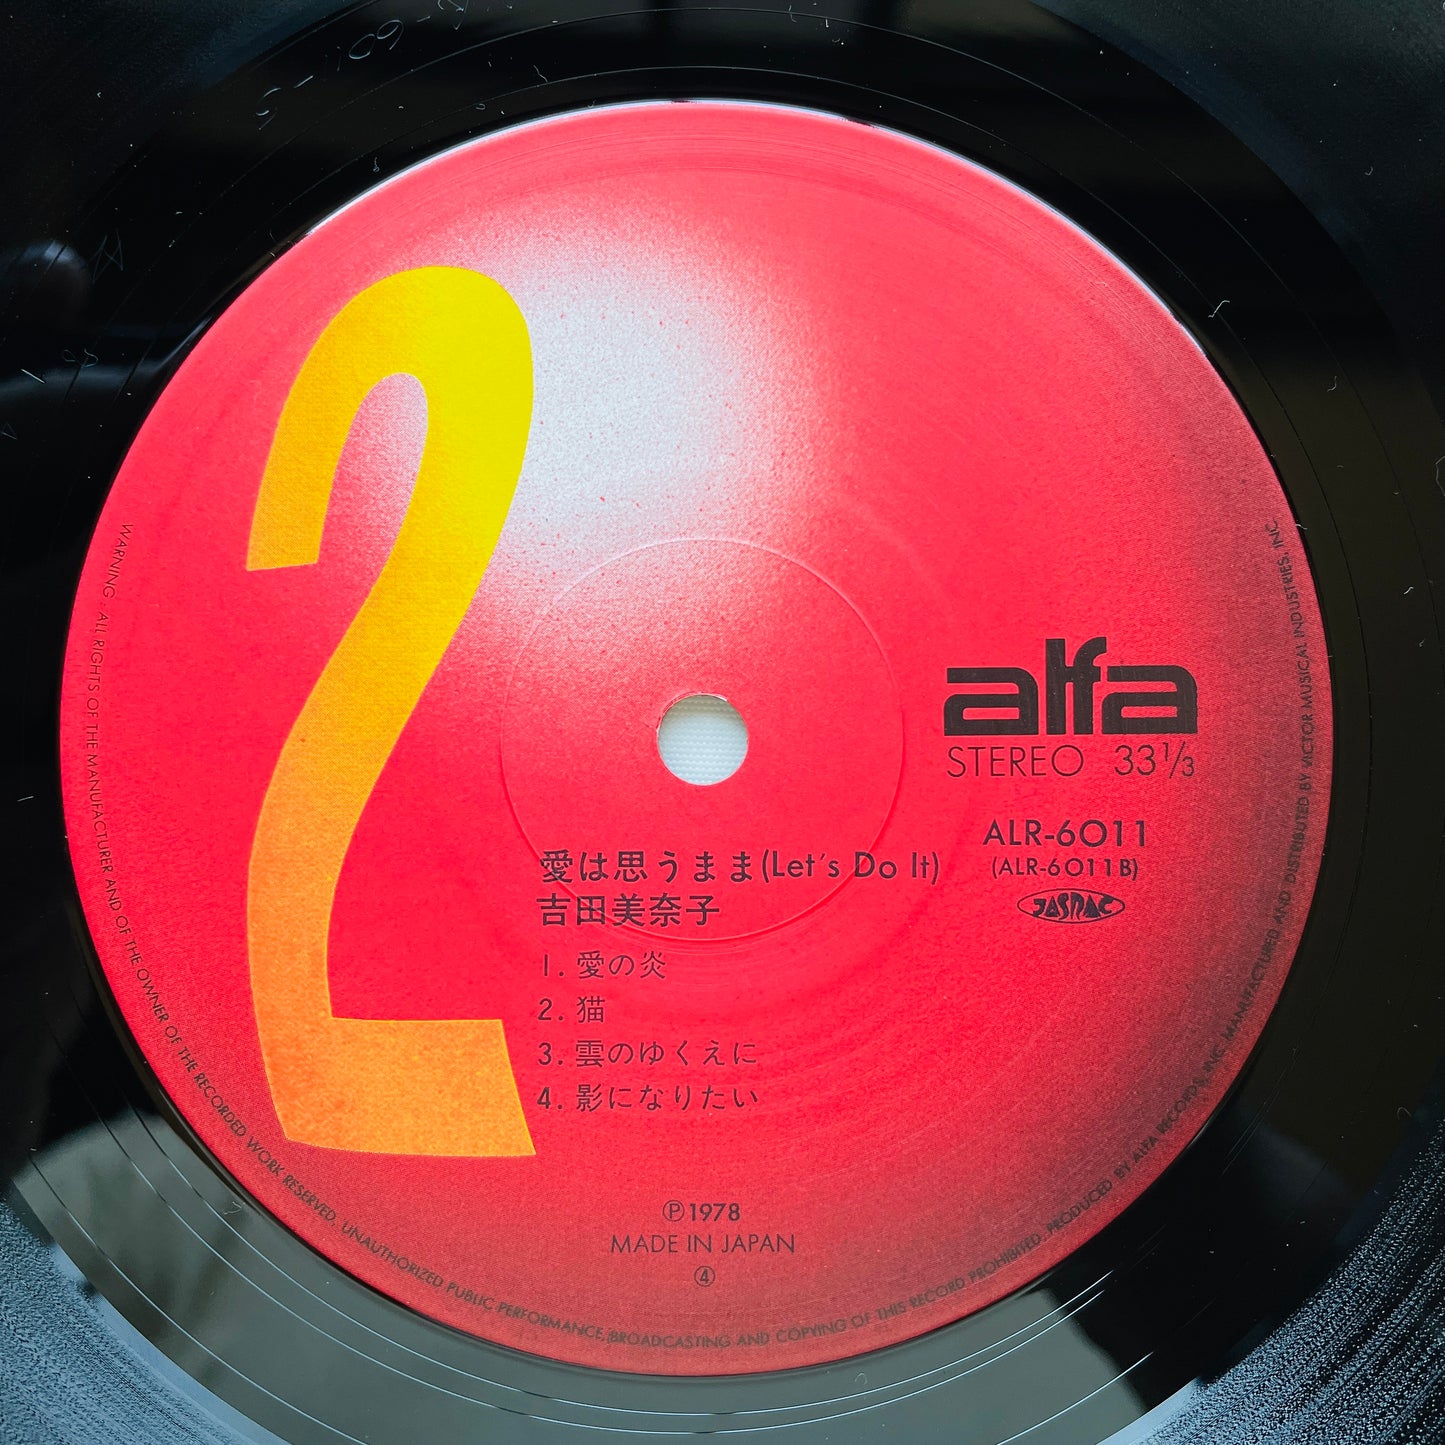 2
alfa
STEREO 33 1/3
ALR-6011
(ALR-6011B)
JASRAC
愛は思うまま(Let's Do It)
吉田美奈子
1. 愛の炎
2. 猫
3. 雲のゆくえに
4. 影になりたい
Ⓟ1978
MADE IN JAPAN
④
WARNING : ALL RIGHTS OF THE MANUFACTURER AND OF THE OWNER OF THE RECORDED WORK RESERVED. UNAUTHORIZED PUBLIC PERFORMANCE, BROADCASTING AND COPYING OF THIS RECORD PROHIBITED. PRODUCED BY ALFA RECORDS, INC. MANUFACTURED AND DISTRIBUTED BY VICTOR MUSICAL INDUSTRIES, INC.